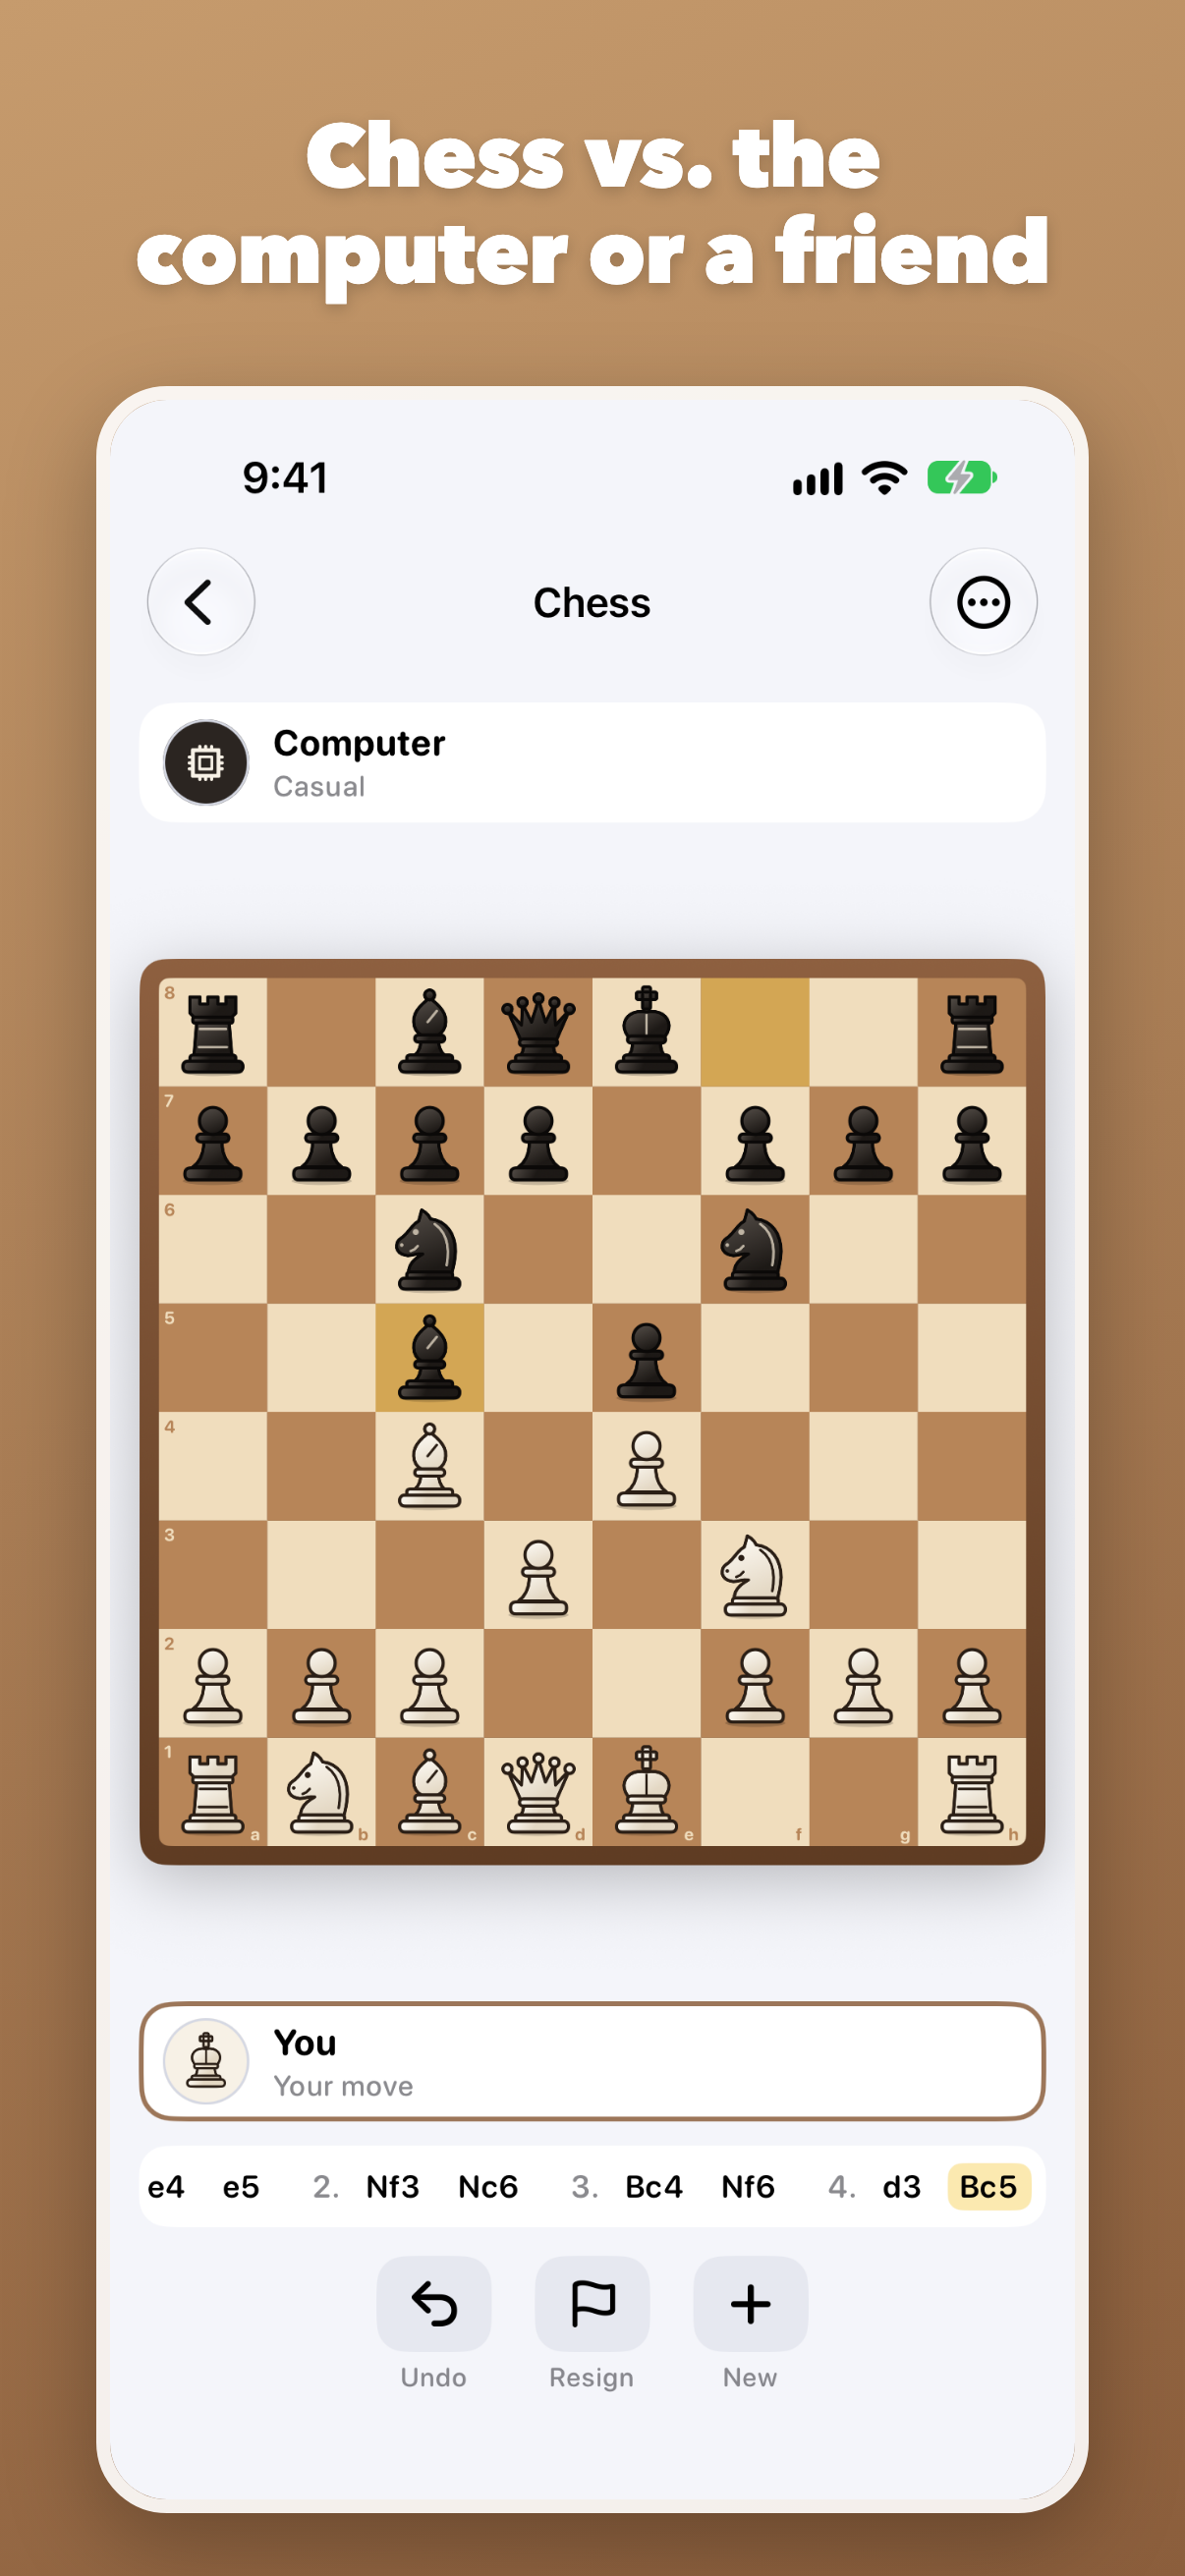 Chess vs. the
computer or a friend
9:41
Chess
Computer
Casual
8
7
6
5
4
3
2
1
a b c d e f g h
You
Your move
e4 e5 2. Nf3 Nc6 3. Bc4 Nf6 4. d3 Bc5
Undo Resign New